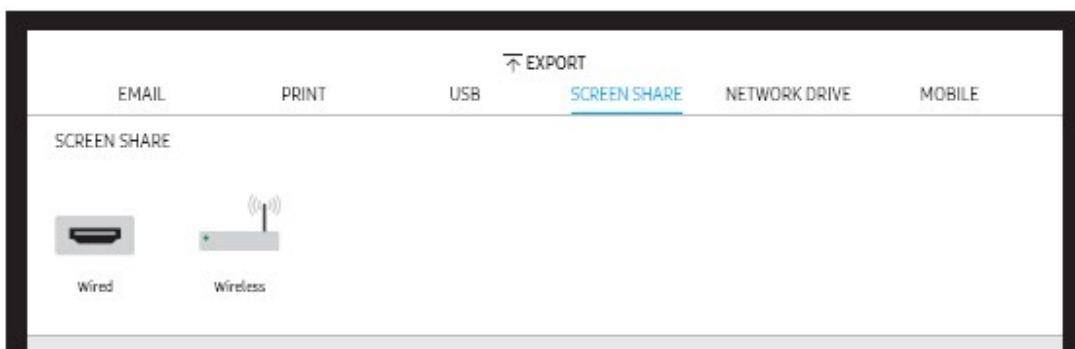 EXPORT
EMAIL PRINT USB SCREEN SHARE NETWORK DRIVE MOBILE
SCREEN SHARE
Wired Wireless